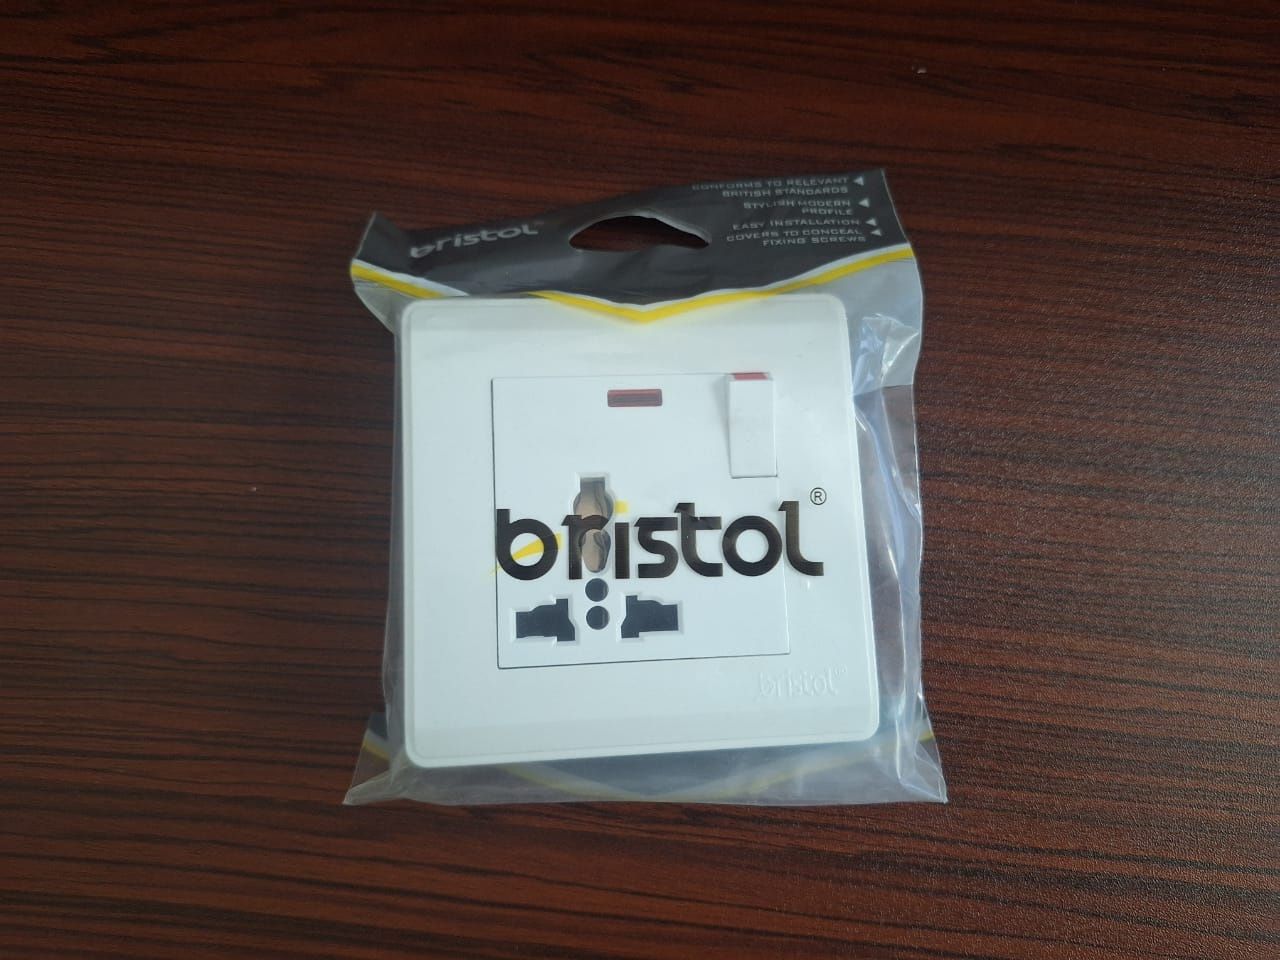 bristol
CONFORMS TO RELEVANT
BRITISH STANDARDS
STYLISH MODERN
PROFILE
EASY INSTALLATION
COVERS TO CONCEAL
FIXING SCREWS
bristol®
bristol